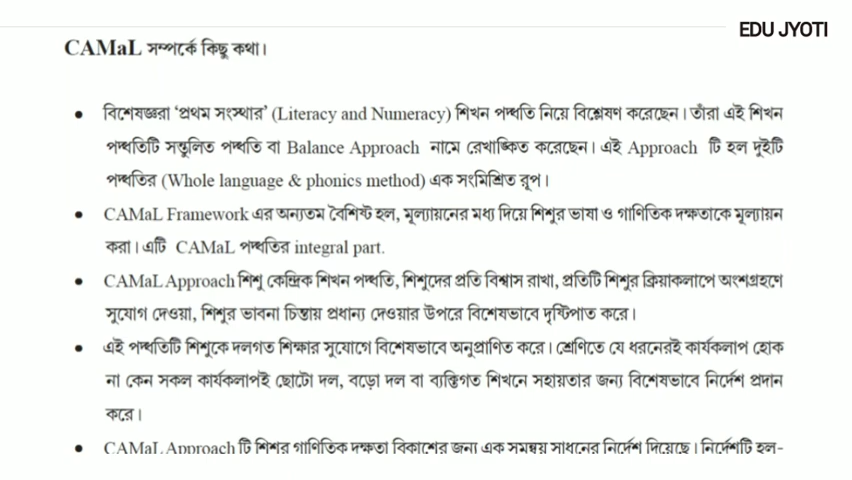 EDU JYOTI
CAMaL সম্পর্কে কিছু কথা।
• বিশেষজ্ঞরা ‘প্রথম সংস্থার’ (Literacy and Numeracy) শিখন পদ্ধতি নিয়ে বিশ্লেষণ করেছেন। তাঁরা এই শিখন
পদ্ধতিটি সন্তুলিত পদ্ধতি বা Balance Approach নামে রেখাঙ্কিত করেছেন। এই Approach টি হল দুইটি
পদ্ধতির (Whole language & phonics method) এক সংমিশ্রিত রূপ।
• CAMaL Framework এর অন্যতম বৈশিষ্ট হল, মূল্যায়নের মধ্য দিয়ে শিশুর ভাষা ও গাণিতিক দক্ষতাকে মূল্যায়ন
করা। এটি CAMaL পদ্ধতির integral part.
• CAMaL Approach শিশু কেন্দ্রিক শিখন পদ্ধতি, শিশুদের প্রতি বিশ্বাস রাখা, প্রতিটি শিশুর ক্রিয়াকলাপে অংশগ্রহণে
সুযোগ দেওয়া, শিশুর ভাবনা চিন্তায় প্রধান্য দেওয়ার উপরে বিশেষভাবে দৃষ্টিপাত করে।
• এই পদ্ধতিটি শিশুকে দলগত শিক্ষার সুযোগে বিশেষভাবে অনুপ্রাণিত করে। শ্রেণিতে যে ধরনেরই কার্যকলাপ হোক
না কেন সকল কার্যকলাপই ছোটো দল, বড়ো দল বা ব্যক্তিগত শিখনে সহায়তার জন্য বিশেষভাবে নির্দেশ প্রদান
করে।
• CAMaL Approach টি শিশুর গাণিতিক দক্ষতা বিকাশের জন্য এক সমন্বয় সাধনের নির্দেশ দিয়েছে। নির্দেশটি হল-